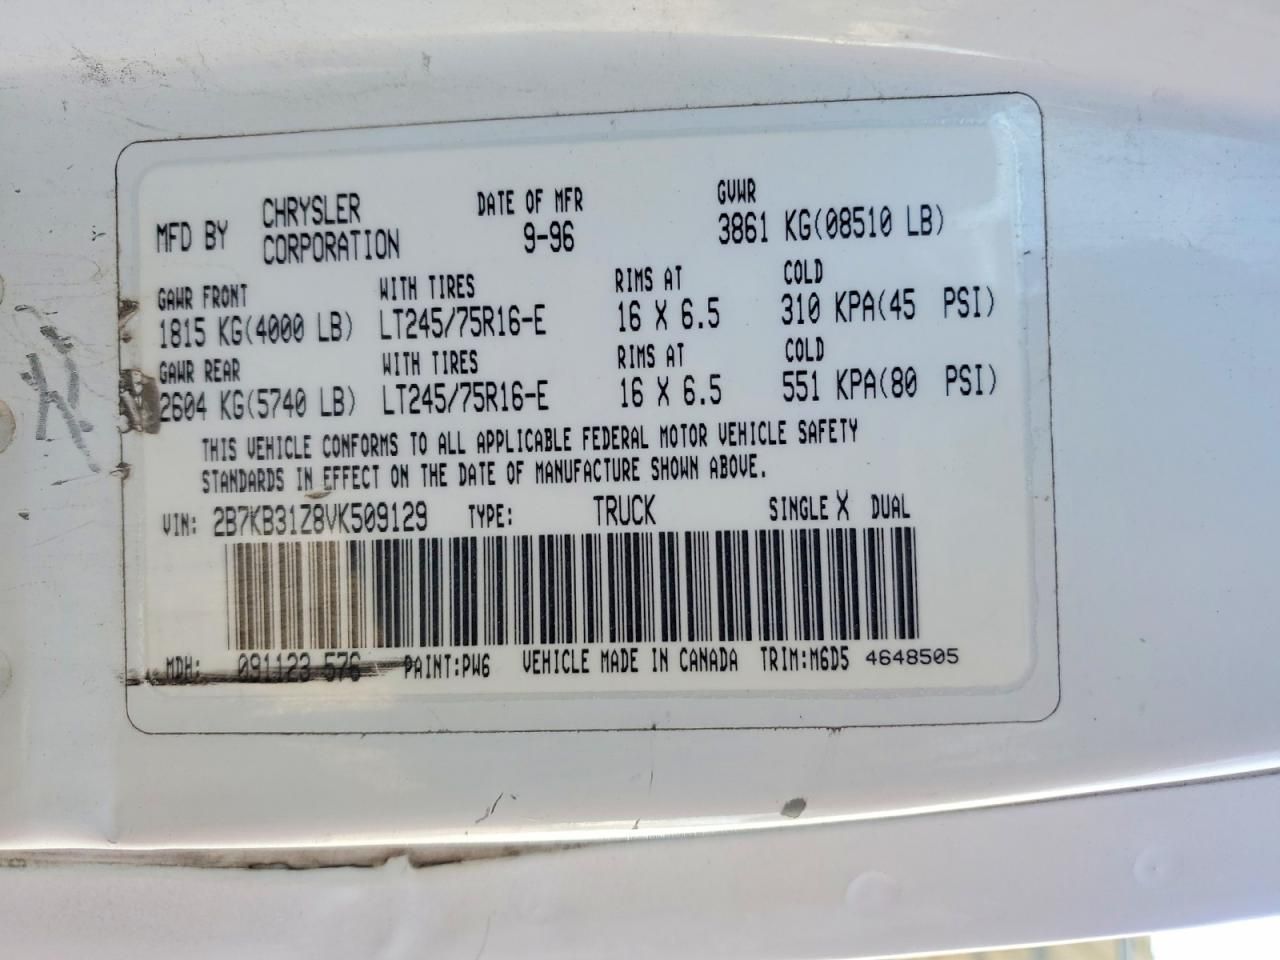 MFD BY CHRYSLER CORPORATION DATE OF MFR 9-96 GVWR 3861 KG(08510 LB)
GAWR FRONT WITH TIRES RIMS AT COLD
1815 KG(4000 LB) LT245/75R16-E 16 X 6.5 310 KPA(45 PSI)
GAWR REAR WITH TIRES RIMS AT COLD
2604 KG(5740 LB) LT245/75R16-E 16 X 6.5 551 KPA(80 PSI)
THIS VEHICLE CONFORMS TO ALL APPLICABLE FEDERAL MOTOR VEHICLE SAFETY
STANDARDS IN EFFECT ON THE DATE OF MANUFACTURE SHOWN ABOVE.
VIN: 2B7KB31Z8VK509129 TYPE: TRUCK SINGLE X DUAL
MDH: 091123 576 PAINT:PW6 VEHICLE MADE IN CANADA TRIM:M6D5 4648505